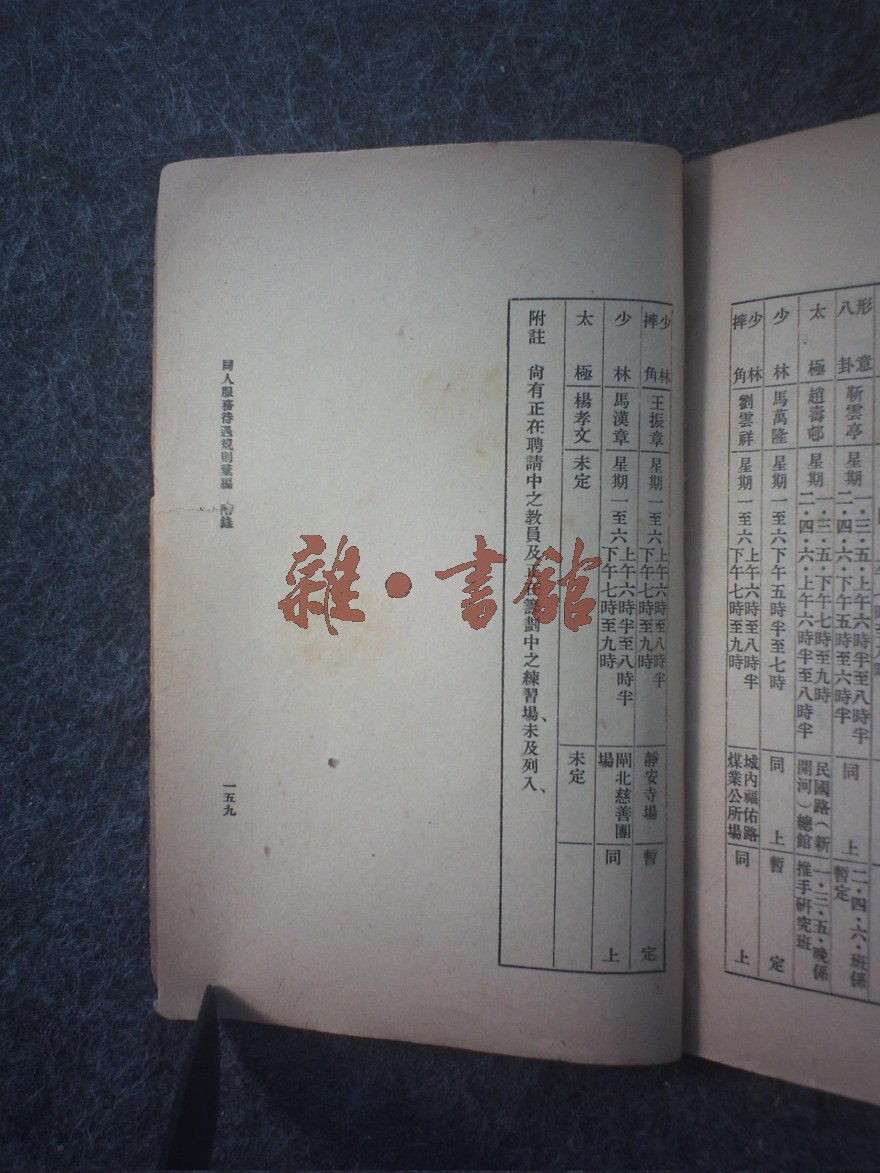 形意
八卦
靳雲亭
星期
一・三・五・上午六時半至八時半
二・四・六・下午五時至六時半
同上
二・四・六・班係
暫定
太極
趙壽邨
星期
一・三・五・下午七時至九時
二・四・六・上午六時半至八時半
民國路(新
開河)總館
一・三・五・晚係
推手研究班
少林
馬萬隆
星期一至六下午五時半至七時
同上
暫定
少林
摔角
劉雲祥
星期一至六
上午六時至八時半
下午七時至九時
城內福佑路
煤業公所場
同上
少林
摔角
王振章
星期一至六
上午六時至八時半
下午七時至九時
靜安寺場
暫定
少林
馬漢章
星期一至六
上午六時半至八時半
下午七時至九時
閘北慈善團
場
同上
太極
楊孝文
未定
未定
附註 尙有正在聘請中之教員及正在籌劃中之練習場、未及列入、
同人服務待遇規則彙編 附錄
一五九
雜・書館